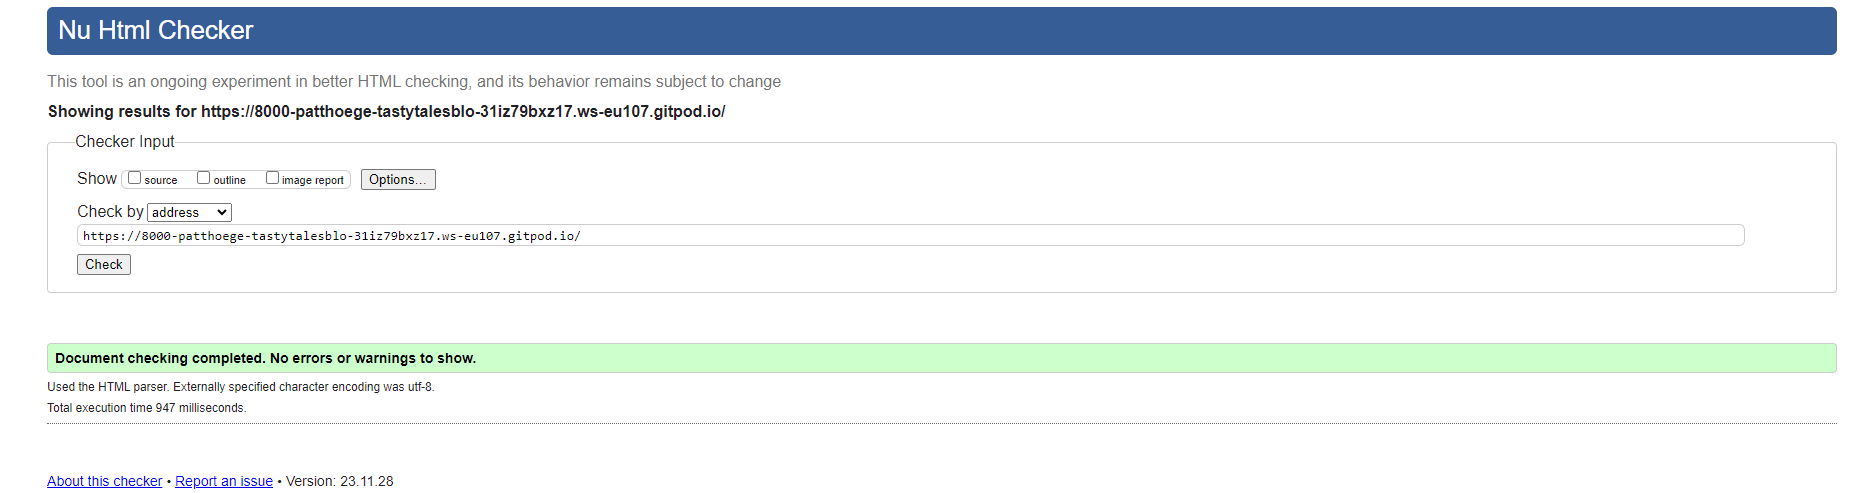 Nu Html Checker
This tool is an ongoing experiment in better HTML checking, and its behavior remains subject to change
Showing results for https://8000-patthoege-tastytalesblo-31iz79bxz17.ws-eu107.gitpod.io/
Checker Input
Show source outline image report Options...
Check by address
https://8000-patthoege-tastytalesblo-31iz79bxz17.ws-eu107.gitpod.io/
Check
Document checking completed. No errors or warnings to show.
Used the HTML parser. Externally specified character encoding was utf-8.
Total execution time 947 milliseconds.
About this checker • Report an issue • Version: 23.11.28